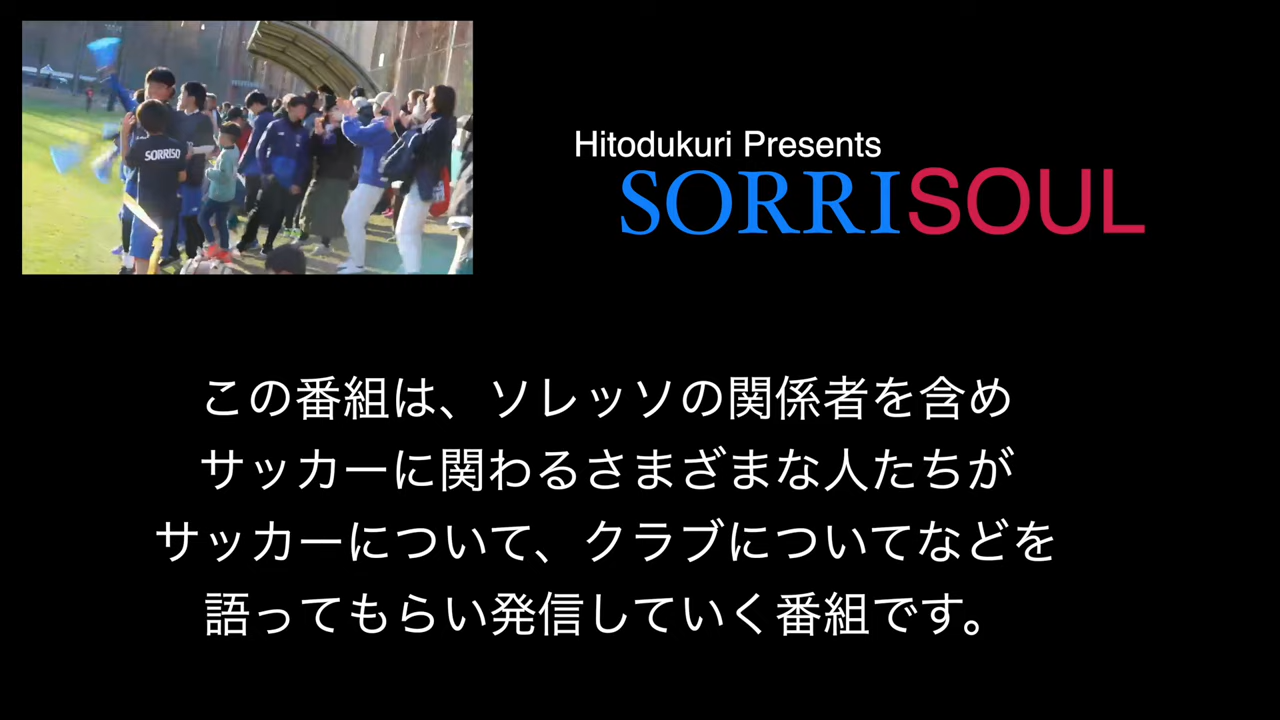 SORRISO
Hitodukuri Presents
SORRISOUL
この番組は、ソレッソの関係者を含め
サッカーに関わるさまざまな人たちが
サッカーについて、クラブについてなどを
語ってもらい発信していく番組です。